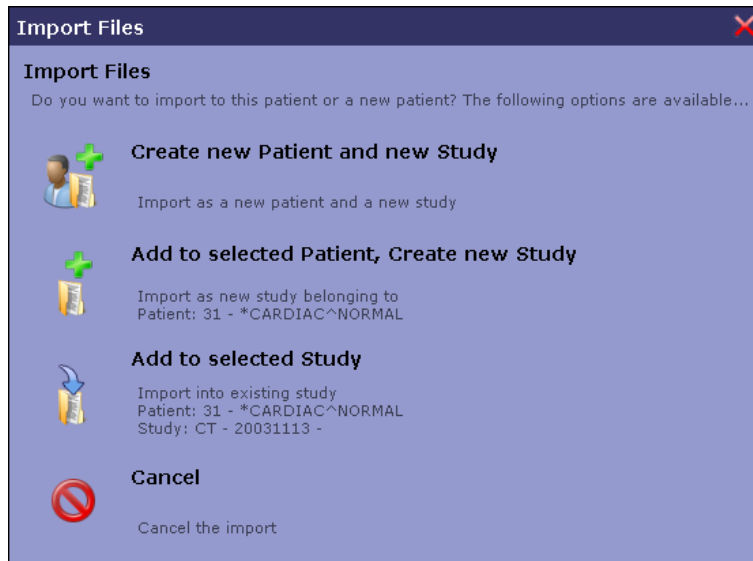 Import Files
Import Files
Do you want to import to this patient or a new patient? The following options are available...
Create new Patient and new Study
Import as a new patient and a new study
Add to selected Patient, Create new Study
Import as new study belonging to
Patient: 31 - *CARDIAC^NORMAL
Add to selected Study
Import into existing study
Patient: 31 - *CARDIAC^NORMAL
Study: CT - 20031113 -
Cancel
Cancel the import